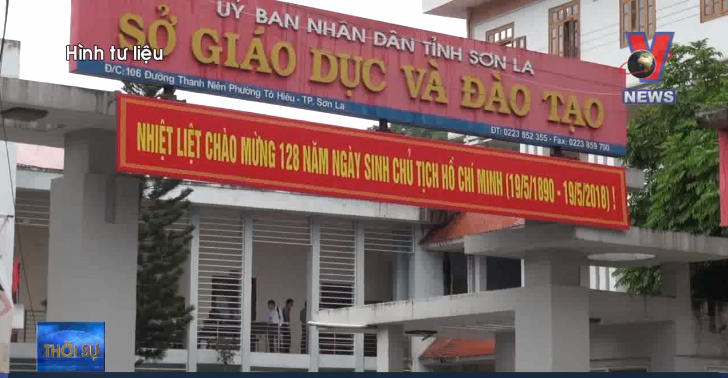 Hình tư liệu
ỦY BAN NHÂN DÂN TỈNH SƠN LA
SỞ GIÁO DỤC VÀ ĐÀO TẠO
Đ/C:106 Đường Thanh Niên Phường Tô Hiệu - TP. Sơn La
ĐT: 0223 852 355 - Fax: 0223 859 700
NHIỆT LIỆT CHÀO MỪNG 128 NĂM NGÀY SINH CHỦ TỊCH HỒ CHÍ MINH (19/5/1890 - 19/5/2018) !
V
NEWS
THỜI SỰ